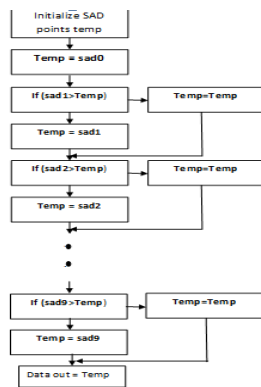 Initialize SAD
points temp
Temp = sad0
If (sad1>Temp)
Temp=Temp
Temp = sad1
If (sad2>Temp)
Temp=Temp
Temp = sad2
If (sad9>Temp)
Temp=Temp
Temp = sad9
Data out = Temp